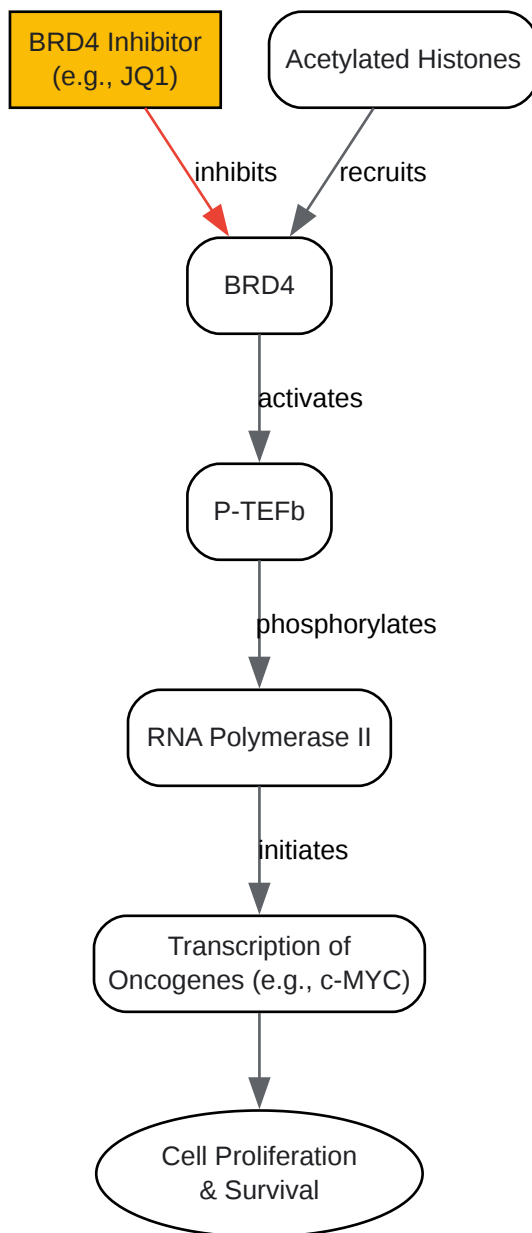 BRD4 Inhibitor
(e.g., JQ1)
Acetylated Histones
inhibits
recruits
BRD4
activates
P-TEFb
phosphorylates
RNA Polymerase II
initiates
Transcription of
Oncogenes (e.g., c-MYC)
Cell Proliferation
& Survival